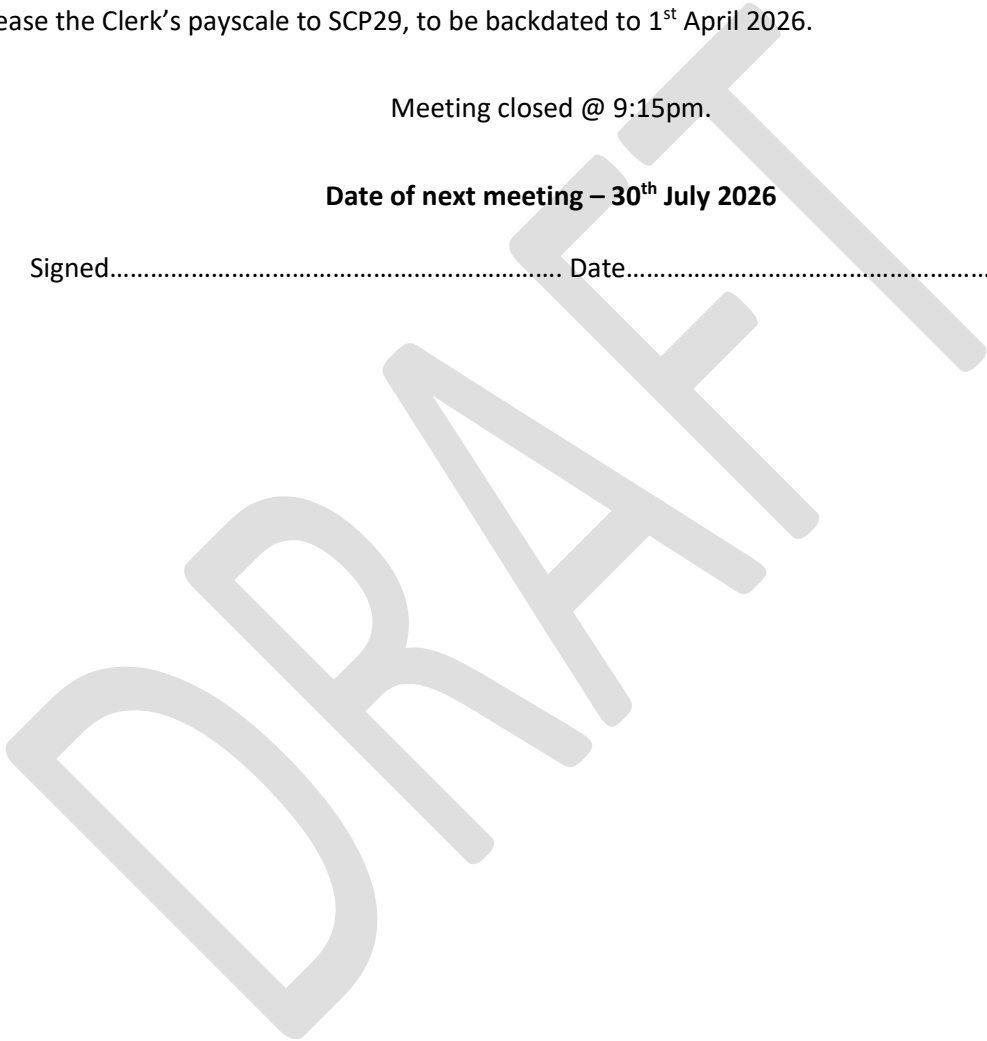 ease the Clerk’s payscale to SCP29, to be backdated to 1st April 2026.
Meeting closed @ 9:15pm.
Date of next meeting – 30th July 2026
Signed…………………………………………………………. Date…………………………………………
DRAFT